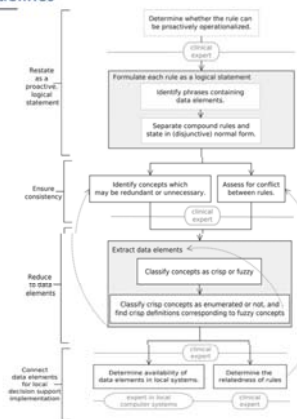 Determine whether the rule can
be proactively operationalized.
clinical
expert
Restate
as a
proactive,
logical
statement
Formulate each rule as a logical statement
Identify phrases containing
data elements.
Separate compound rules and
state in (disjunctive) normal form.
Ensure
consistency
Identify concepts which
may be redundant or unnecessary.
Assess for conflict
between rules.
clinical
expert
Reduce
to data
elements
Extract data elements
Classify concepts as crisp or fuzzy
Classify crisp concepts as enumerated or not, and
find crisp definitions corresponding to fuzzy concepts
clinical
expert
Connect
data elements
for local
decision support
implementation
Determine availability of
data elements in local systems.
Determine the
relatedness of rules
expert in local
computer systems
clinical
expert